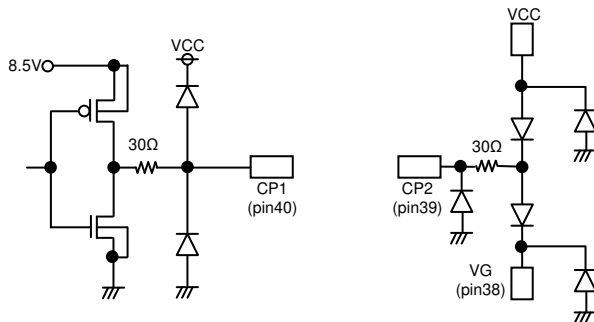 VCC
8.5V
30Ω
CP1
(pin40)
VCC
30Ω
CP2
(pin39)
VG
(pin38)